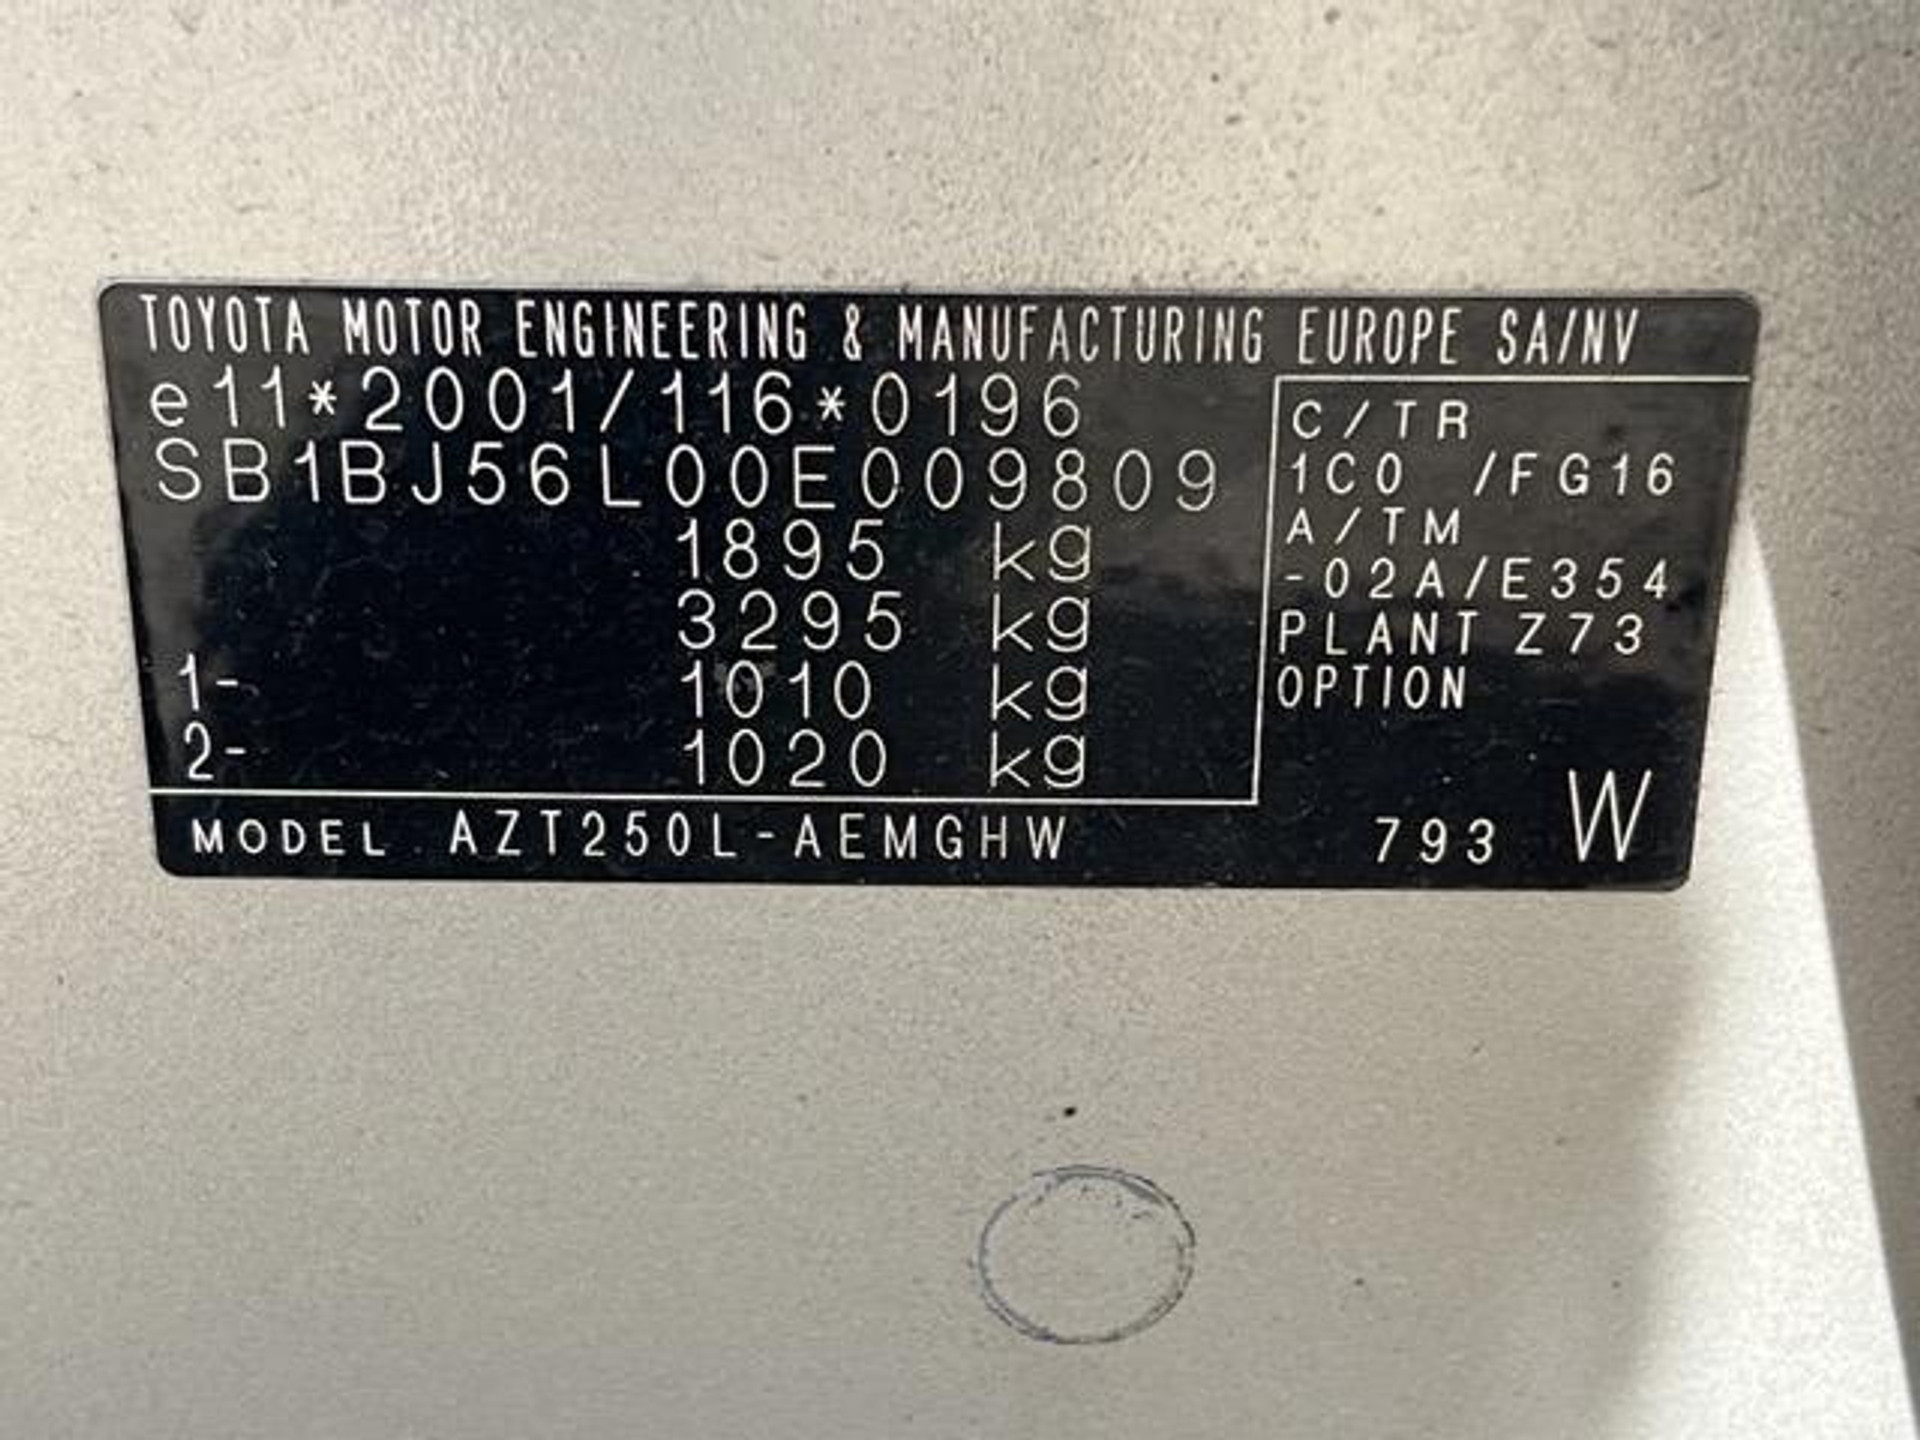 TOYOTA MOTOR ENGINEERING & MANUFACTURING EUROPE SA/NV
e11*2001/116*0196
SB1BJ56L00E009809
1895 kg
3295 kg
1- 1010 kg
2- 1020 kg
C/TR
1C0 /FG16
A/TM
-02A/E354
PLANT Z73
OPTION
793 W
MODEL AZT250L-AEMGHW